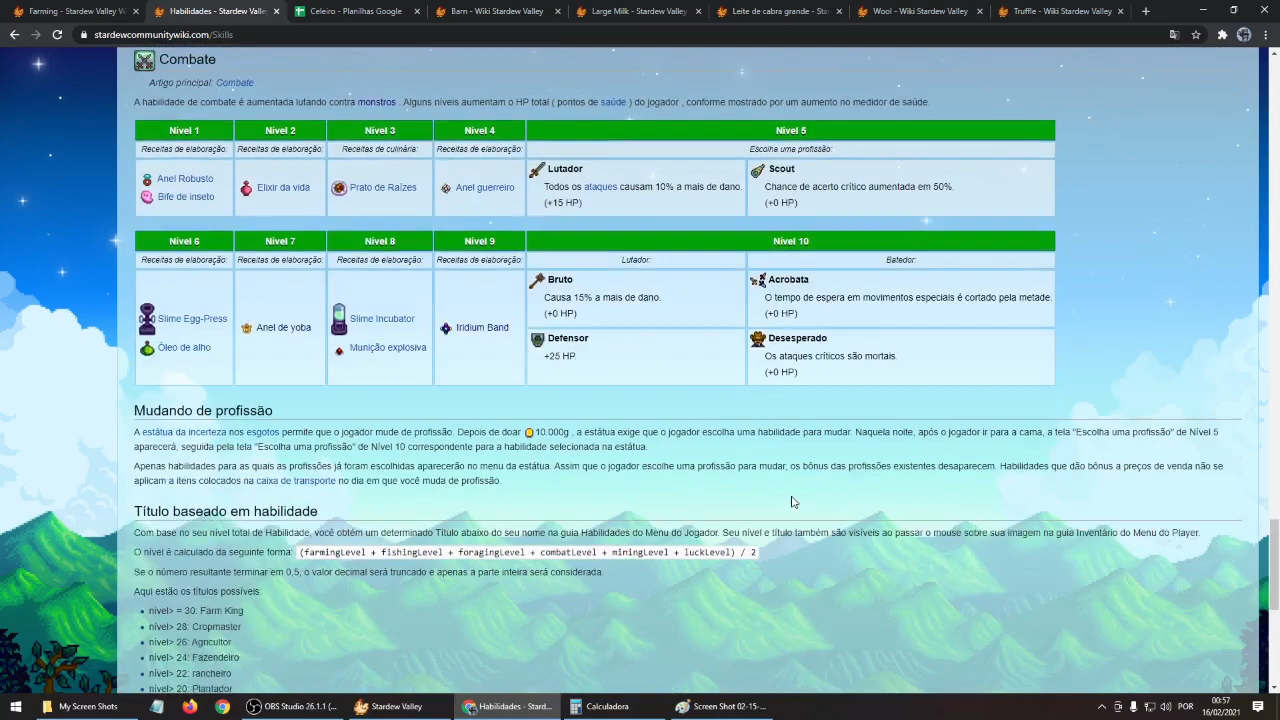 Farming - Stardew Valley W
Habilidades - Stardew Valley
Celeiro - Planilhas Google
Barn - Wiki Stardew Valley
Large Milk - Stardew Valley
Leite de cabra grande - Sta
Wool - Wiki Stardew Valley
Truffle - Wiki Stardew Valley
stardewcommunitywiki.com/Skills
Combate
Artigo principal: Combate
A habilidade de combate é aumentada lutando contra monstros . Alguns níveis aumentam o HP total ( pontos de saúde ) do jogador , conforme mostrado por um aumento no medidor de saúde.
Nível 1 Nível 2 Nível 3 Nível 4 Nível 5
Receitas de elaboração: Receitas de elaboração: Receitas de culinária: Receitas de elaboração: Escolha uma profissão:
Anel Robusto
Bife de inseto
Elixir da vida
Prato de Raízes
Anel guerreiro
Lutador
Todos os ataques causam 10% a mais de dano.
(+15 HP)
Scout
Chance de acerto crítico aumentada em 50%.
(+0 HP)
Nível 6 Nível 7 Nível 8 Nível 9 Nível 10
Receitas de elaboração: Receitas de elaboração: Receitas de elaboração: Receitas de elaboração: Lutador: Batedor:
Slime Egg-Press
Óleo de alho
Anel de yoba
Slime Incubator
Munição explosiva
Iridium Band
Bruto
Causa 15% a mais de dano.
(+0 HP)
Acrobata
O tempo de espera em movimentos especiais é cortado pela metade.
(+0 HP)
Defensor
+25 HP
Desesperado
Os ataques críticos são mortais.
(+0 HP)
Mudando de profissão
A estátua da incerteza nos esgotos permite que o jogador mude de profissão. Depois de doar 10.000g , a estátua exige que o jogador escolha uma habilidade para mudar. Naquela noite, após o jogador ir para a cama, a tela "Escolha uma profissão" de Nível 5
aparecerá, seguida pela tela "Escolha uma profissão" de Nível 10 correspondente para a habilidade selecionada na estátua.
Apenas habilidades para as quais as profissões já foram escolhidas aparecerão no menu da estátua. Assim que o jogador escolhe uma profissão para mudar, os bônus das profissões existentes desaparecem. Habilidades que dão bônus a preços de venda não se
aplicam a itens colocados na caixa de transporte no dia em que você muda de profissão.
Título baseado em habilidade
Com base no seu nível total de Habilidade, você obtém um determinado Título abaixo do seu nome na guia Habilidades do Menu do Jogador. Seu nível e título também são visíveis ao passar o mouse sobre sua imagem na guia Inventário do Menu do Player.
O nível é calculado da seguinte forma: (farmingLevel + fishingLevel + foragingLevel + combatLevel + miningLevel + luckLevel) / 2
Se o número resultante terminar em 0,5, o valor decimal será truncado e apenas a parte inteira será considerada.
Aqui estão os títulos possíveis:
nível> = 30: Farm King
nível> 28: Cropmaster
nível> 26: Agricultor
nível> 24: Fazendeiro
nível> 22: rancheiro
nível> 20: Plantador
My Screen Shots
OBS Studio 26.1.1 (...
Stardew Valley
Habilidades - Stard...
Calculadora
Screen Shot 02-15-...
POR
00:57
16/02/2021